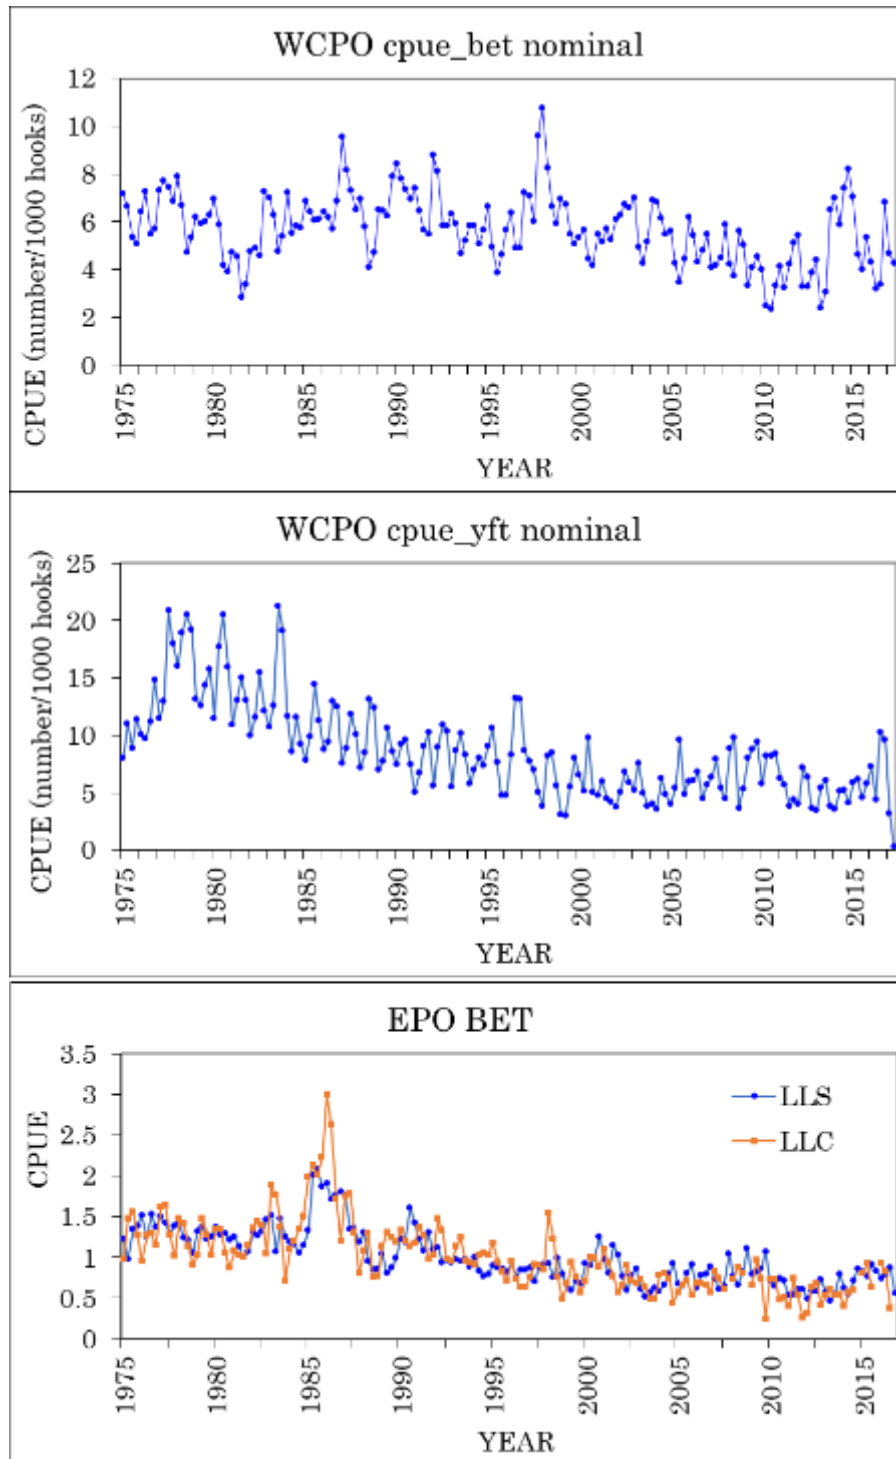 WCPO cpue_bet nominal
CPUE (number/1000 hooks)
12
10
8
6
4
2
0
1975 1980 1985 1990 1995 2000 2005 2010 2015
YEAR
WCPO cpue_yft nominal
CPUE (number/1000 hooks)
25
20
15
10
5
0
1975 1980 1985 1990 1995 2000 2005 2010 2015
YEAR
EPO BET
CPUE
3.5
3
2.5
2
1.5
1
0.5
0
LLS
LLC
1975 1980 1985 1990 1995 2000 2005 2010 2015
YEAR